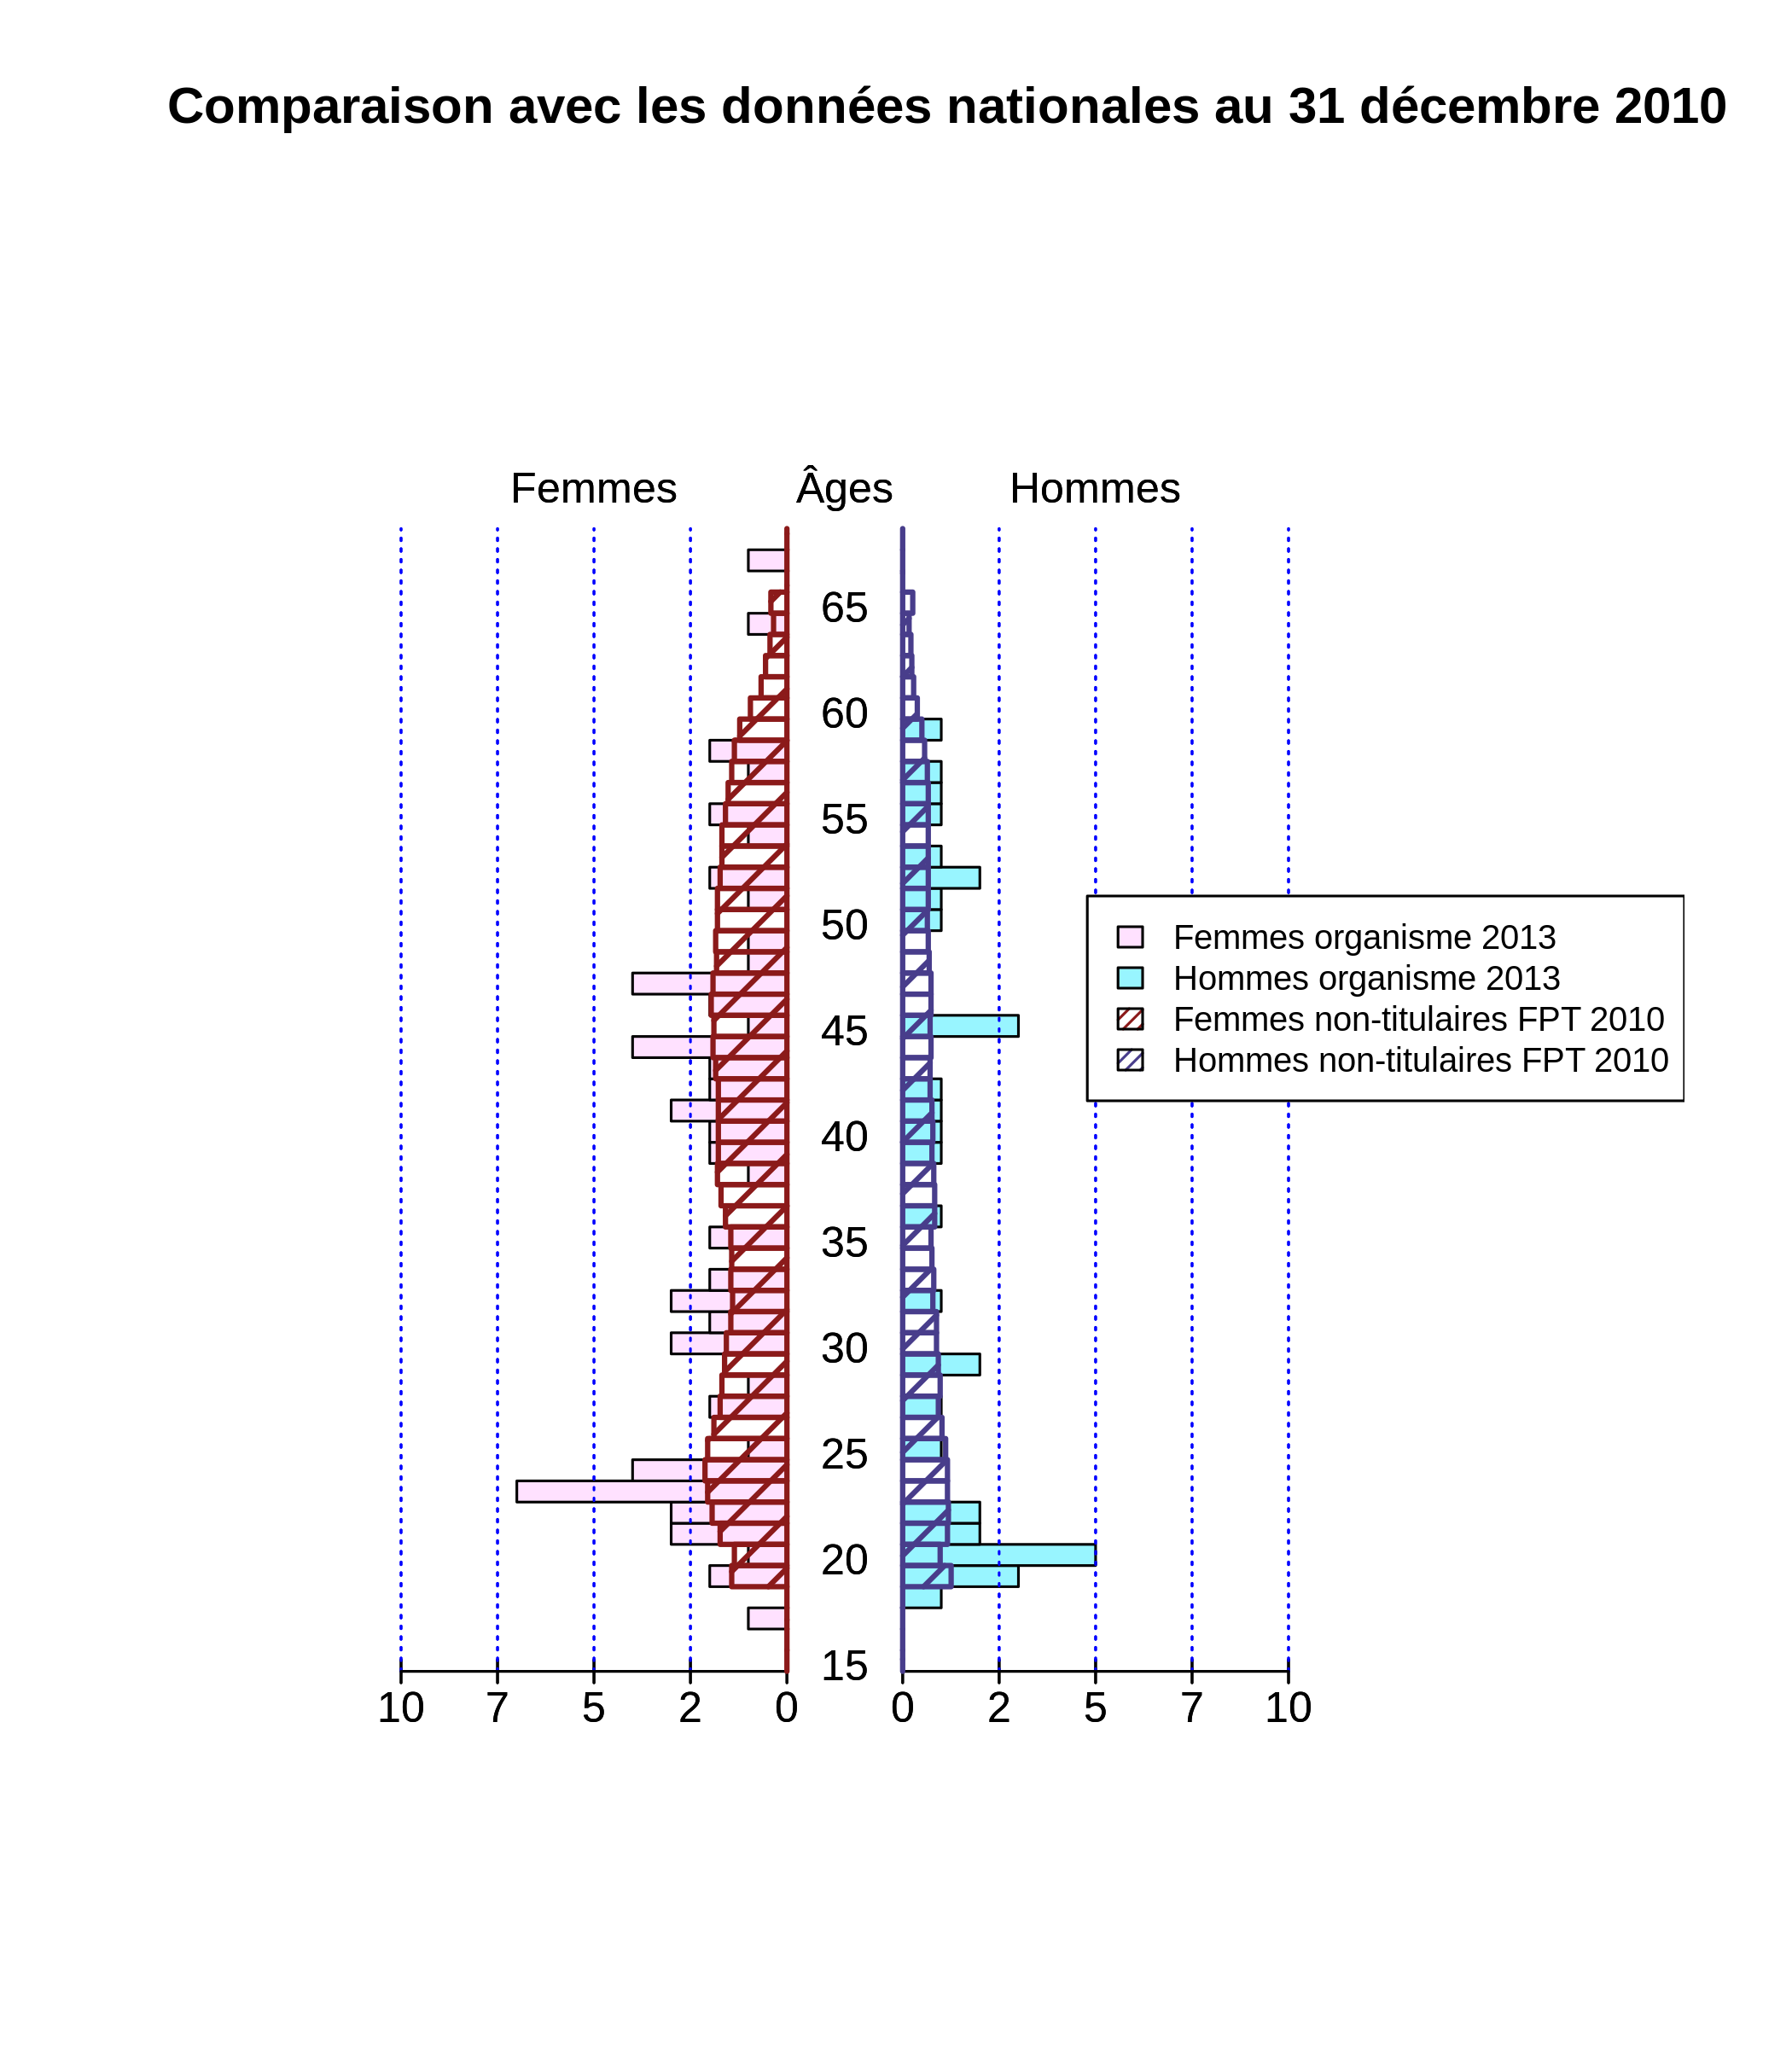 Comparaison avec les données nationales au 31 décembre 2010
Femmes Âges Hommes
65
60
55
50
45
40
35
30
25
20
15
Femmes organisme 2013
Hommes organisme 2013
Femmes non-titulaires FPT 2010
Hommes non-titulaires FPT 2010
10 7 5 2 0 0 2 5 7 10